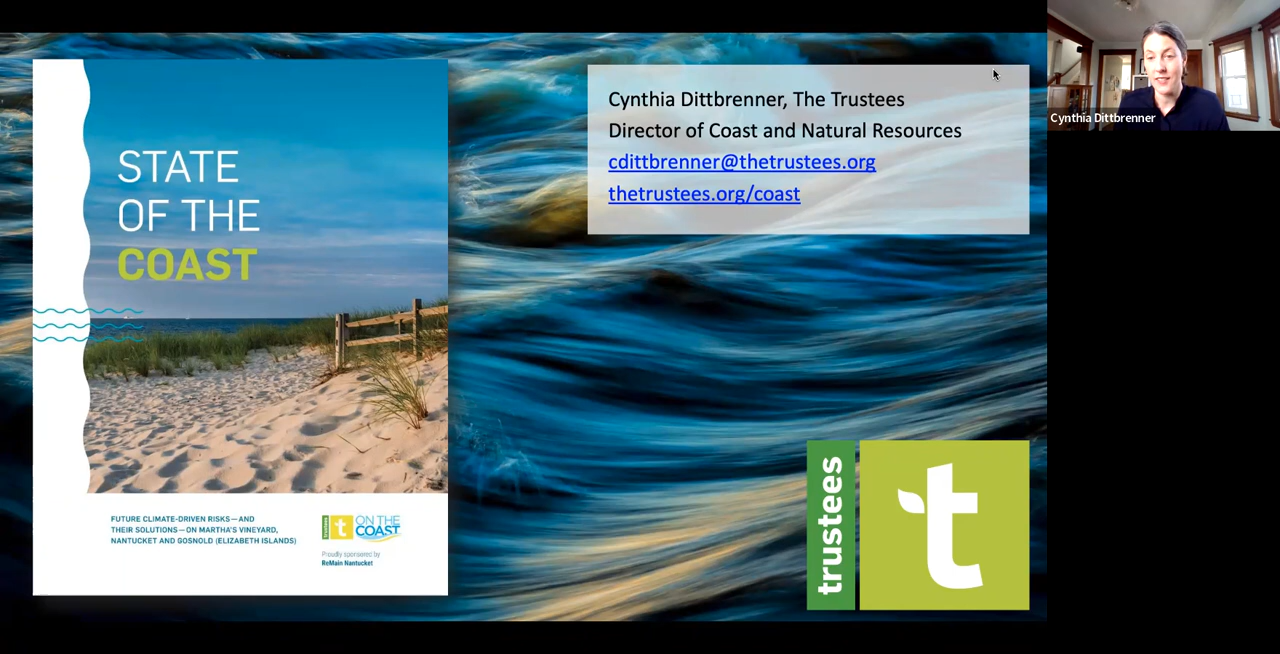 STATE
OF THE
COAST
FUTURE CLIMATE-DRIVEN RISKS—AND
THEIR SOLUTIONS—ON MARTHA'S VINEYARD,
NANTUCKET AND GOSNOLD (ELIZABETH ISLANDS)
trustees
t
ON THE
COAST
Proudly sponsored by
ReMain Nantucket
Cynthia Dittbrenner, The Trustees
Director of Coast and Natural Resources
cdittbrenner@thetrustees.org
thetrustees.org/coast
trustees
t
Cynthia Dittbrenner